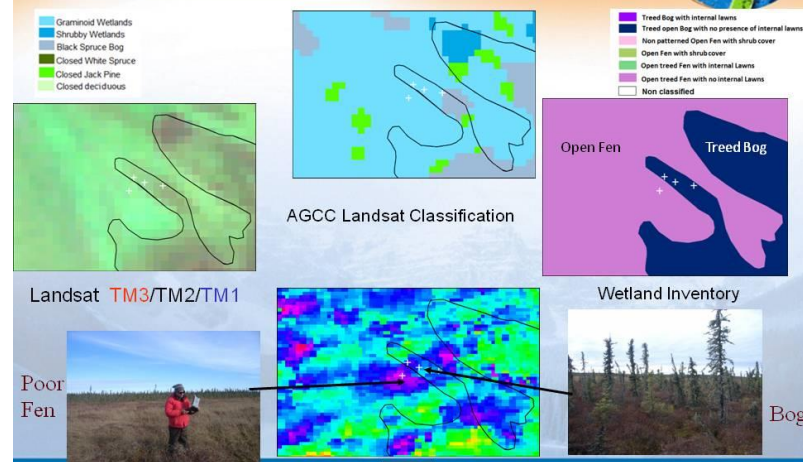 Graminoid Wetlands
Shrubby Wetlands
Black Spruce Bog
Closed White Spruce
Closed Jack Pine
Closed deciduous
Treed Bog with internal lawns
Treed open Bog with no presence of internal lawns
Non patterned Open Fen with shrub cover
Open Fen with shrub cover
Open treed Fen with internal Lawns
Open treed Fen with no internal Lawns
Non classified
Open Fen
Treed Bog
AGCC Landsat Classification
Landsat TM3/TM2/TM1
Wetland Inventory
Poor
Fen
Bog